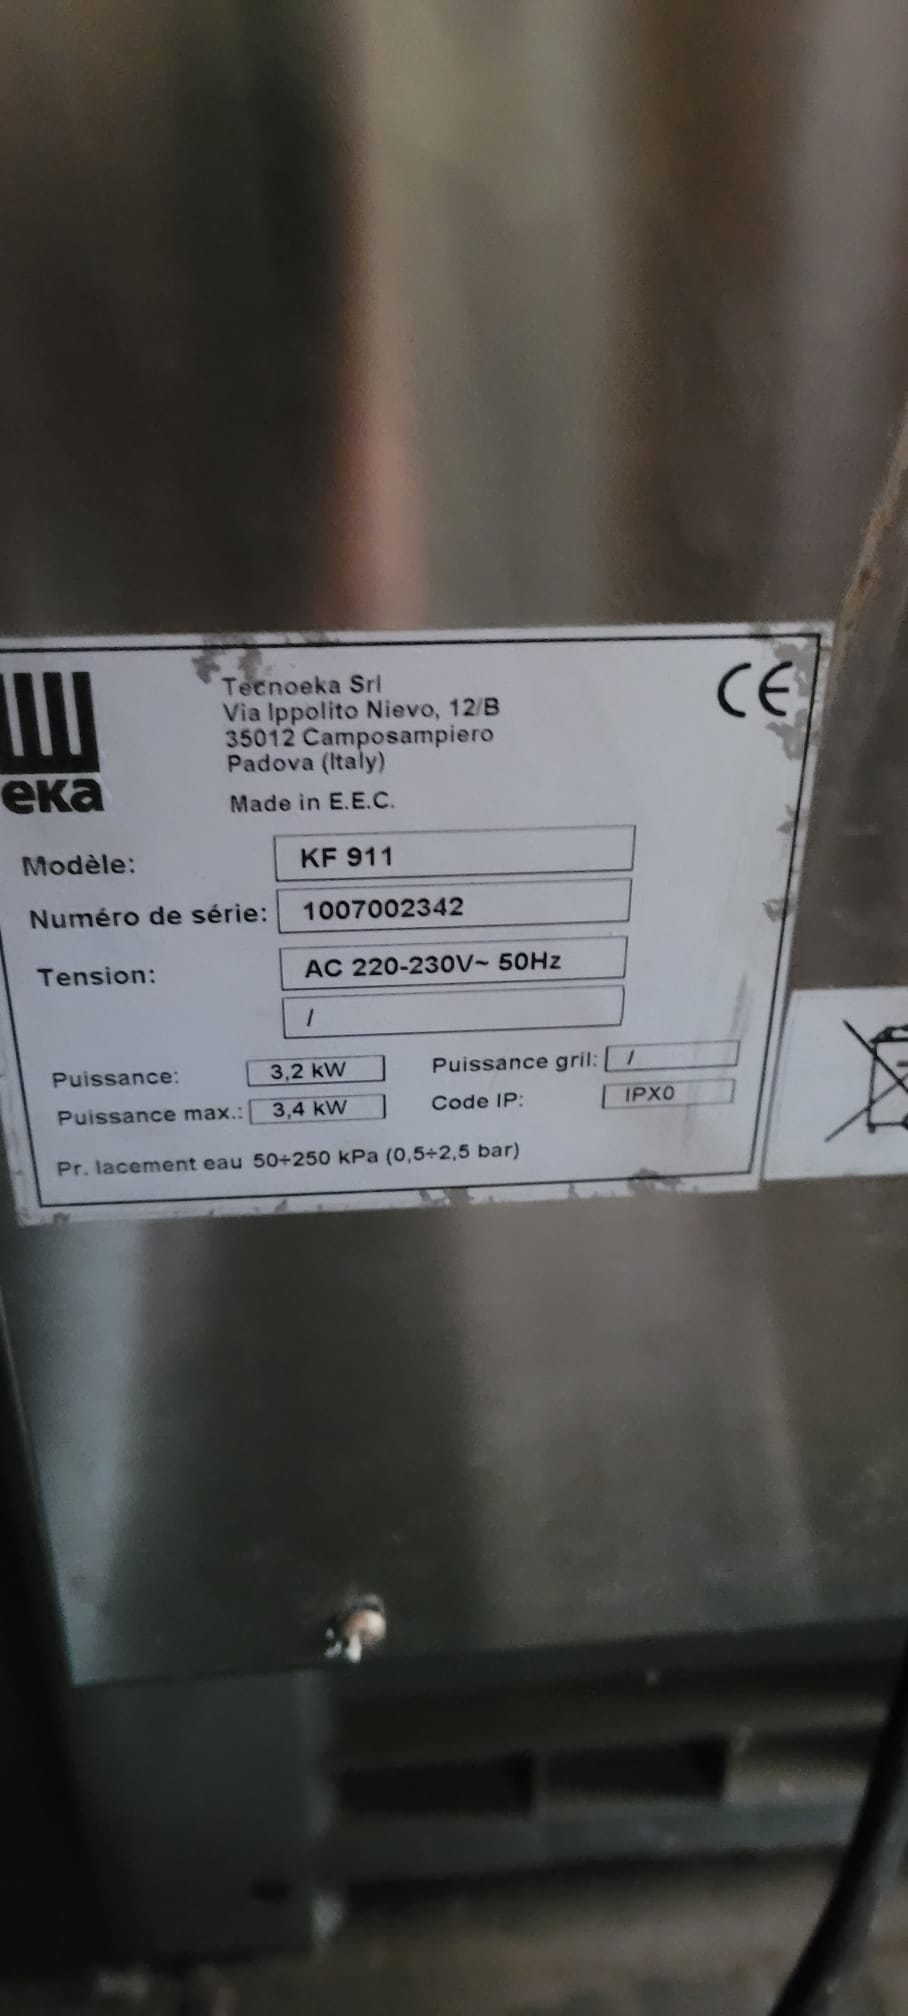 eka
Tecnoeka Srl
Via Ippolito Nievo, 12/B
35012 Camposampiero
Padova (Italy)
Made in E.E.C.
CE
Modèle: KF 911
Numéro de série: 1007002342
Tension: AC 220-230V~ 50Hz
/
Puissance: 3,2 kW Puissance gril: /
Puissance max.: 3,4 kW Code IP: IPX0
Pr. lacement eau 50÷250 kPa (0,5÷2,5 bar)